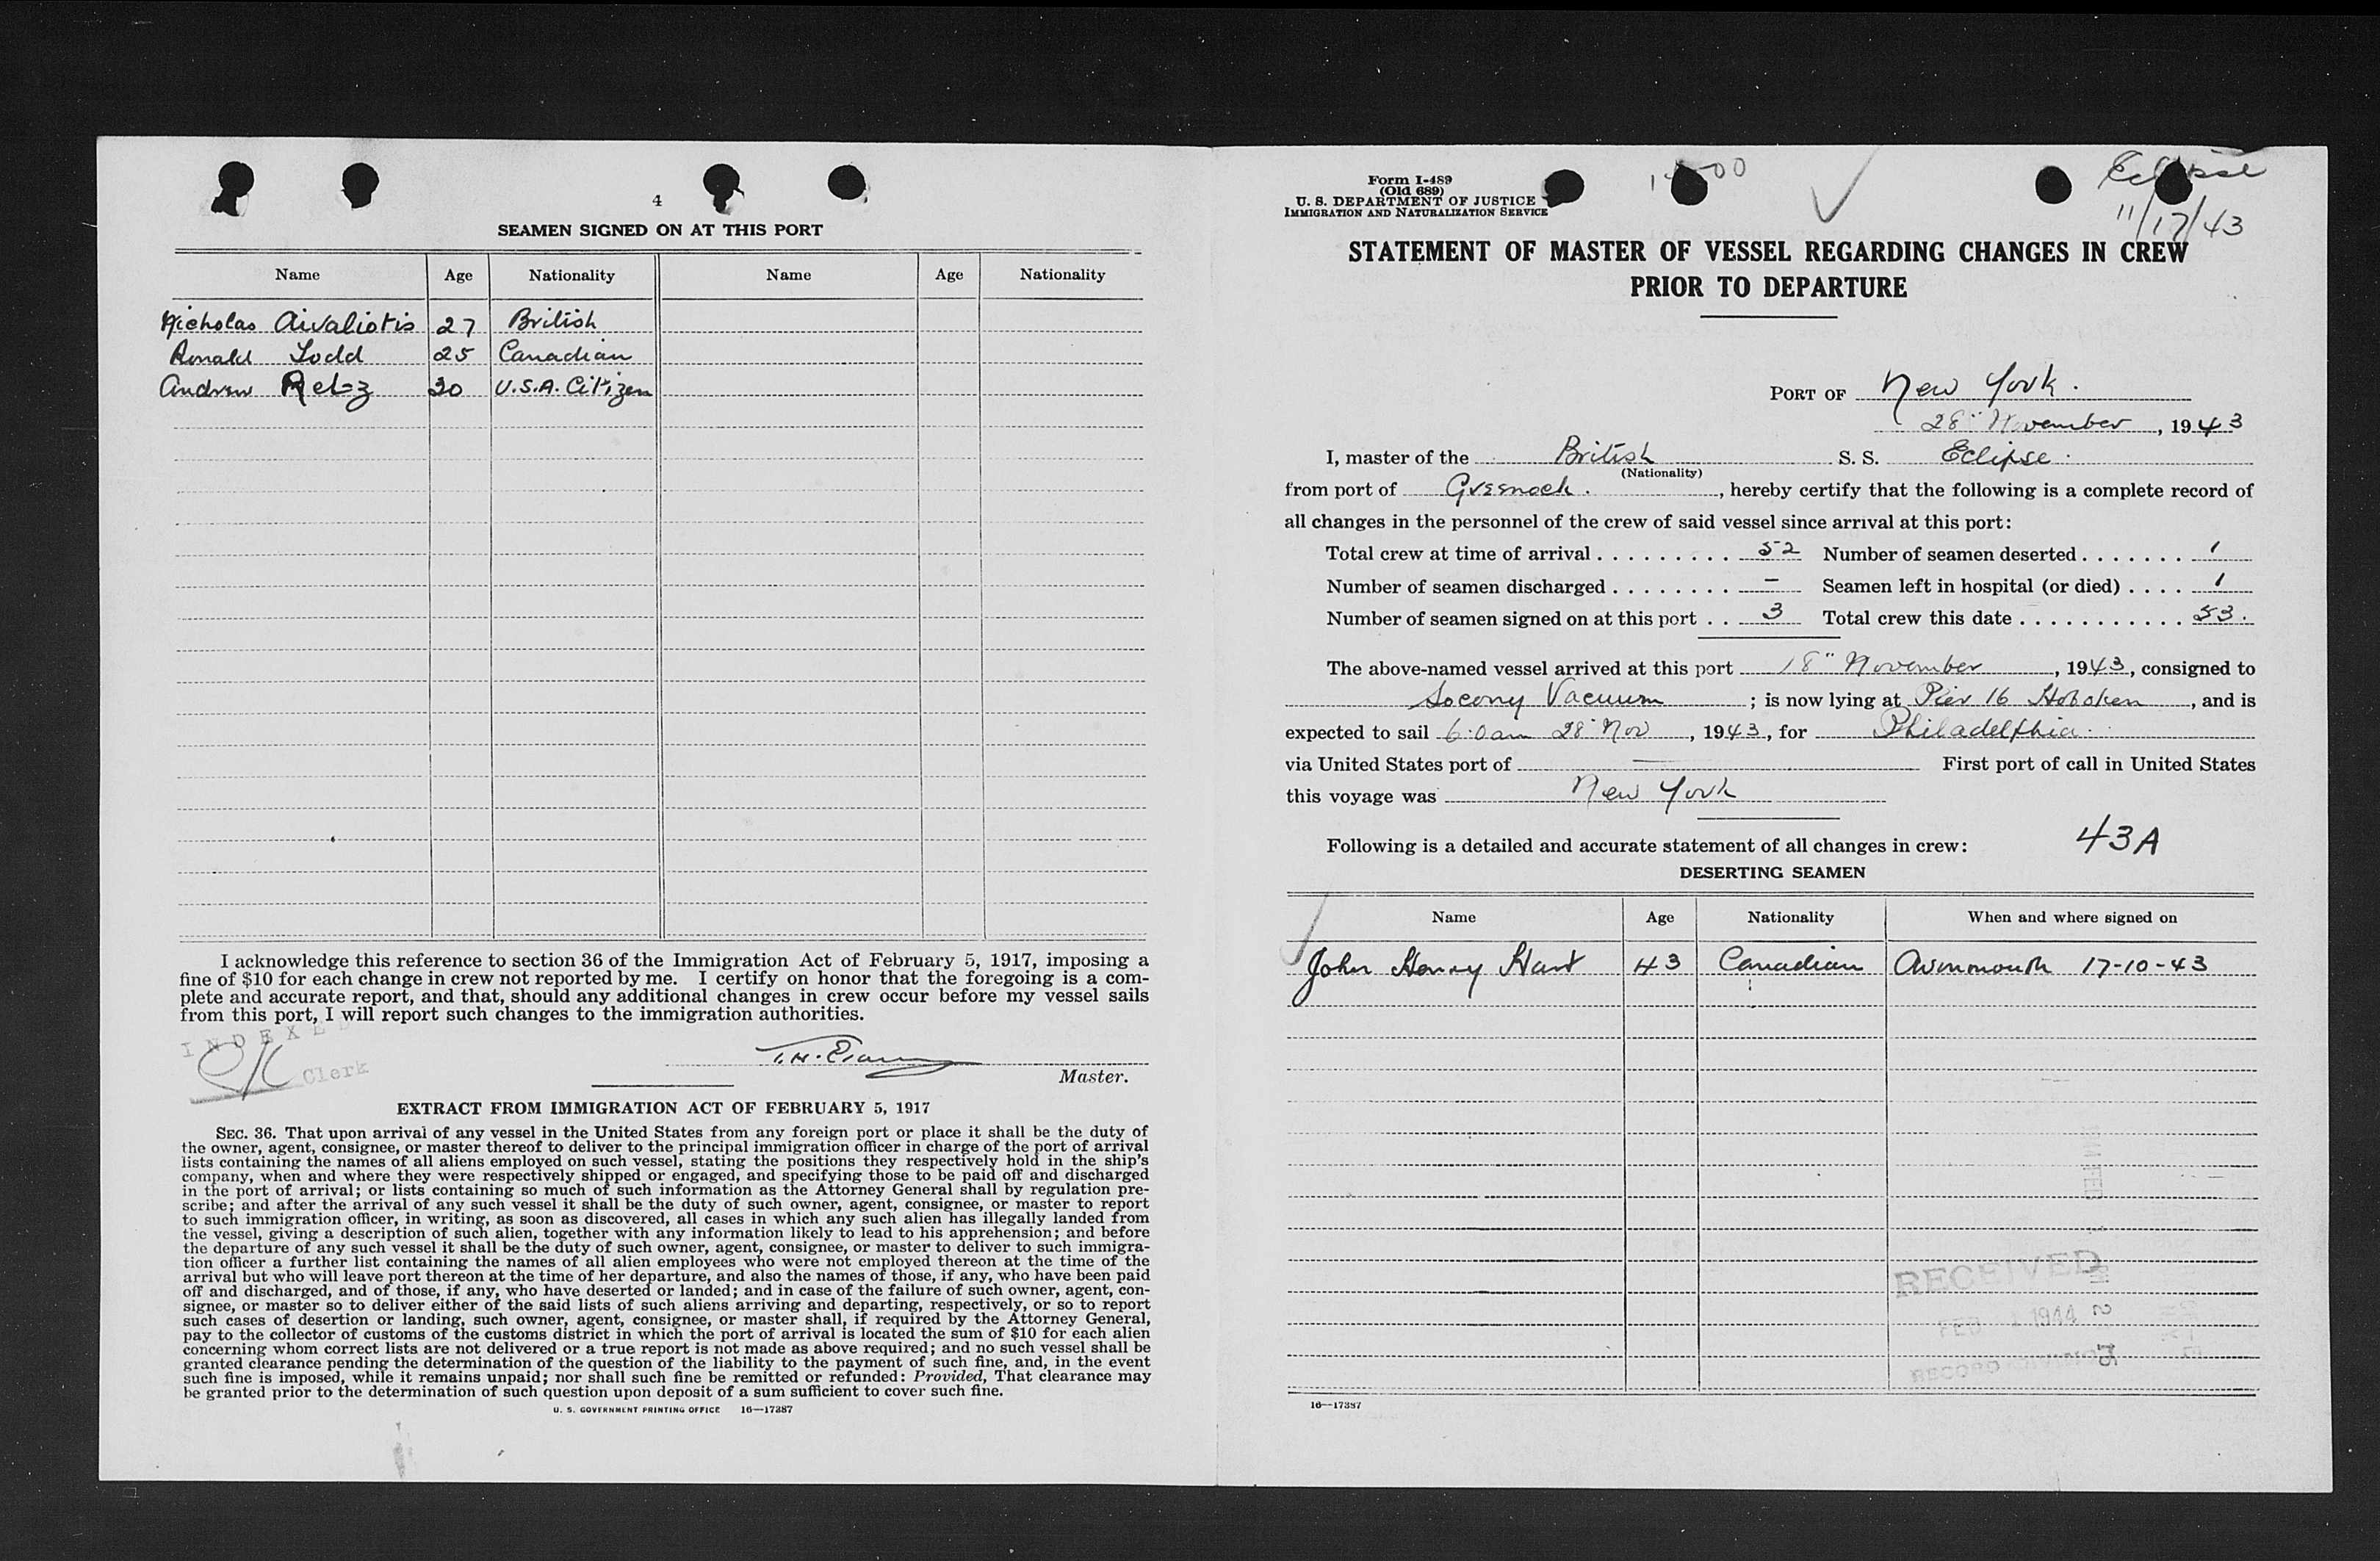 4
SEAMEN SIGNED ON AT THIS PORT
Name Age Nationality Name Age Nationality
Nicholas Aivaliotis 27 British
Ronald Todd 25 Canadian
Andrew Retz 20 U.S.A. Citizen
I acknowledge this reference to section 36 of the Immigration Act of February 5, 1917, imposing a
fine of $10 for each change in crew not reported by me. I certify on honor that the foregoing is a com-
plete and accurate report, and that, should any additional changes in crew occur before my vessel sails
from this port, I will report such changes to the immigration authorities.
INDEXED
Clerk
T. H.
Master.
EXTRACT FROM IMMIGRATION ACT OF FEBRUARY 5, 1917
SEC. 36. That upon arrival of any vessel in the United States from any foreign port or place it shall be the duty of
the owner, agent, consignee, or master thereof to deliver to the principal immigration officer in charge of the port of arrival
lists containing the names of all aliens employed on such vessel, stating the positions they respectively hold in the ship's
company, when and where they were respectively shipped or engaged, and specifying those to be paid off and discharged
in the port of arrival; or lists containing so much of such information as the Attorney General shall by regulation pre-
scribe; and after the arrival of any such vessel it shall be the duty of such owner, agent, consignee, or master to report
to such immigration officer, in writing, as soon as discovered, all cases in which any such alien has illegally landed from
the vessel, giving a description of such alien, together with any information likely to lead to his apprehension; and before
the departure of any such vessel it shall be the duty of such owner, agent, consignee, or master to deliver to such immigra-
tion officer a further list containing the names of all alien employees who were not employed thereon at the time of the
arrival but who will leave port thereon at the time of her departure, and also the names of those, if any, who have been paid
off and discharged, and of those, if any, who have deserted or landed; and in case of the failure of such owner, agent, con-
signee, or master so to deliver either of the said lists of such aliens arriving and departing, respectively, or so to report
such cases of desertion or landing, such owner, agent, consignee, or master shall, if required by the Attorney General,
pay to the collector of customs of the customs district in which the port of arrival is located the sum of $10 for each alien
concerning whom correct lists are not delivered or a true report is not made as above required; and no such vessel shall be
granted clearance pending the determination of the question of the liability to the payment of such fine, and, in the event
such fine is imposed, while it remains unpaid; nor shall such fine be remitted or refunded: Provided, That clearance may
be granted prior to the determination of such question upon deposit of a sum sufficient to cover such fine.
U. S. GOVERNMENT PRINTING OFFICE 16—17387
Form I-489
(Old 689)
U. S. DEPARTMENT OF JUSTICE
IMMIGRATION AND NATURALIZATION SERVICE
Eclipse
11/17/43
STATEMENT OF MASTER OF VESSEL REGARDING CHANGES IN CREW
PRIOR TO DEPARTURE
PORT OF New York.
28" November, 1943
I, master of the British S. S. Eclipse.
(Nationality)
from port of Greenock., hereby certify that the following is a complete record of
all changes in the personnel of the crew of said vessel since arrival at this port:
Total crew at time of arrival . . . . . . . . . 52 Number of seamen deserted . . . . . . . 1
Number of seamen discharged . . . . . . . . – Seamen left in hospital (or died) . . . . 1
Number of seamen signed on at this port . . 3 Total crew this date . . . . . . . . . . . 53.
The above-named vessel arrived at this port 18" November, 1943, consigned to
Socony Vacuum; is now lying at Pier 16 Hoboken, and is
expected to sail 6.0am 28" Nov, 1943, for Philadelphia.
via United States port of — First port of call in United States
this voyage was New York
Following is a detailed and accurate statement of all changes in crew: 43A
DESERTING SEAMEN
Name Age Nationality When and where signed on
John Henry Hart 43 Canadian Avonmouth 17-10-43
RECEIVED
FEB 1944
RECORD
16—17387